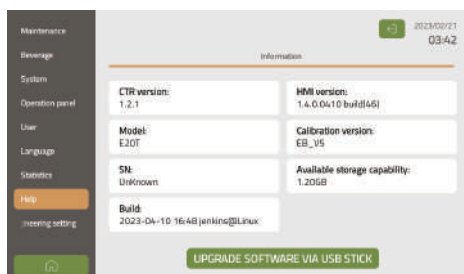 Maintenance
Beverage
System
Operation panel
User
Language
Statistics
Help
ineering setting
2023/02/21
03:42
Information
CTR version:
1.2.1
HMI version:
1.4.0.0410 build(46)
Model:
E20T
Calibration version:
EB_V5
SN:
UnKnown
Available storage capability:
1.20GB
Build:
2023-04-10 16:48 jenkins@Linux
UPGRADE SOFTWARE VIA USB STICK